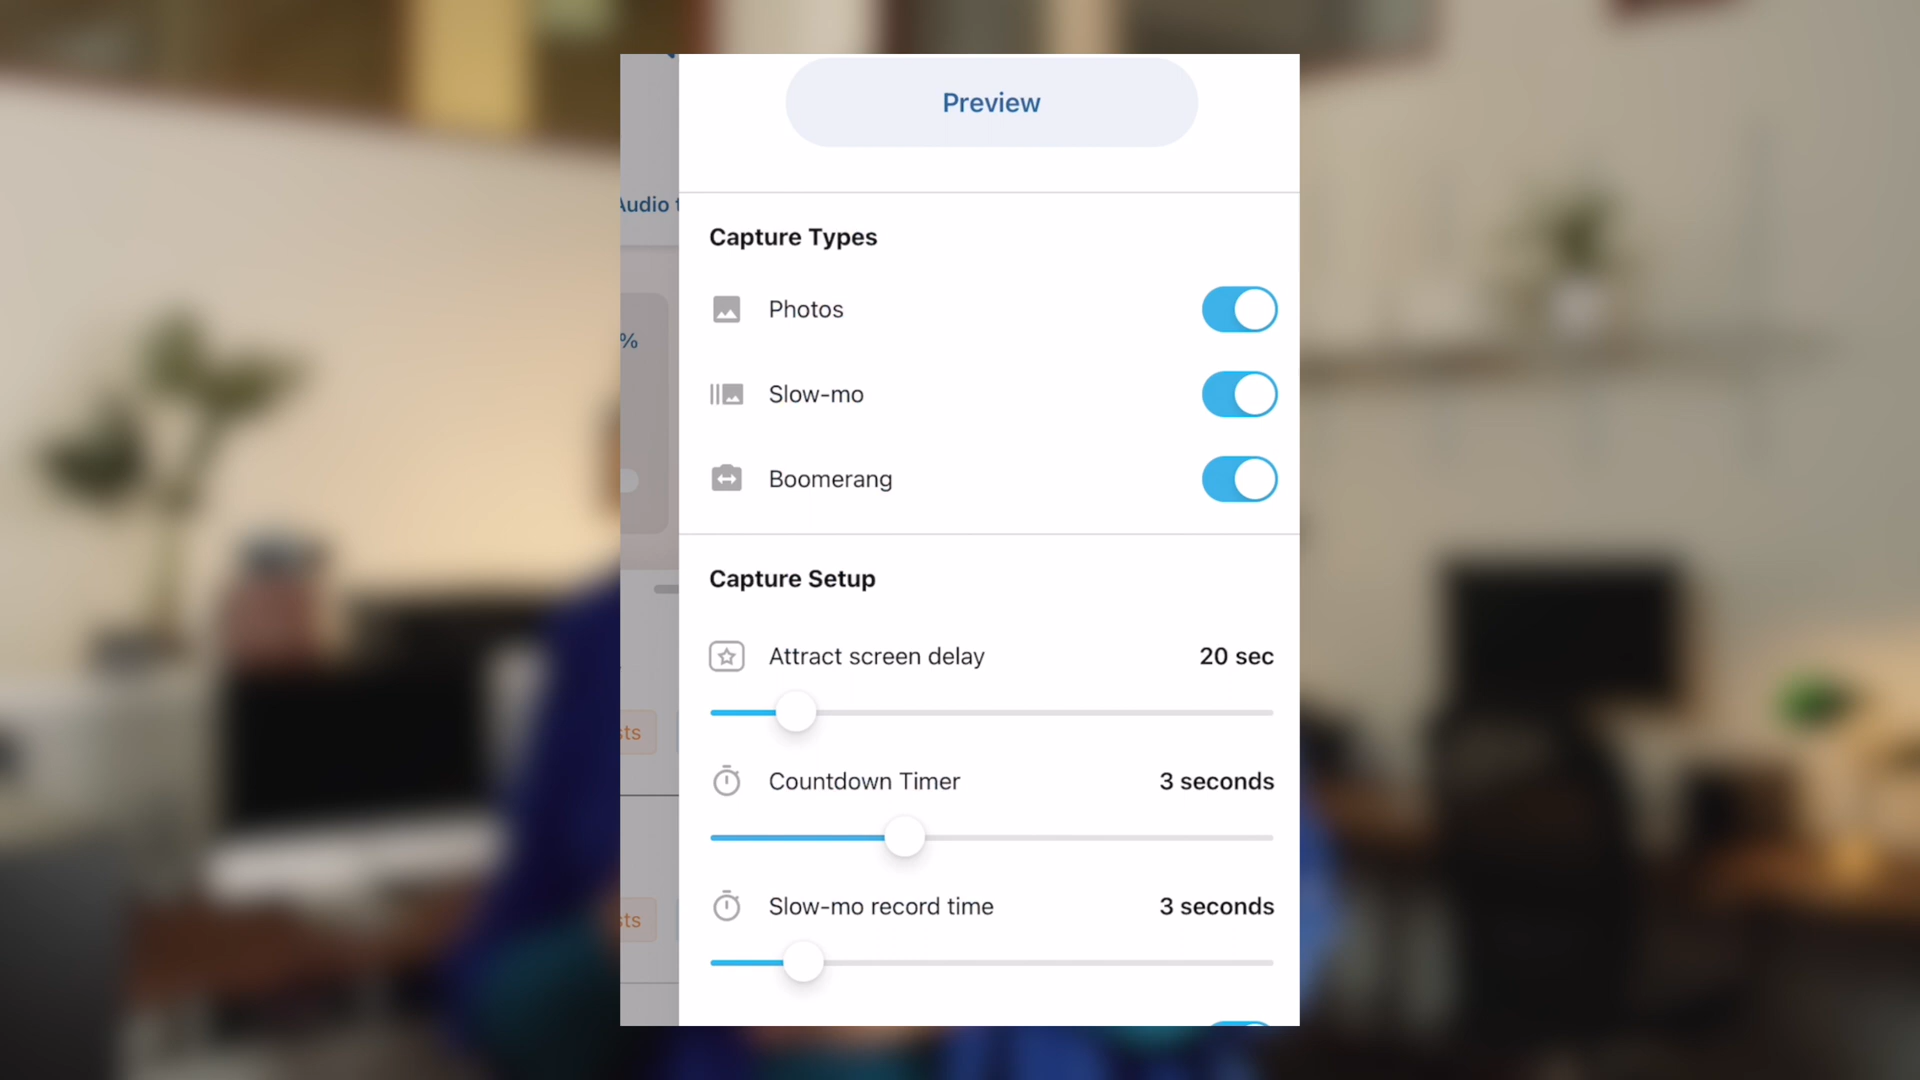 Preview
Audio
Capture Types
%
Photos
Slow-mo
Boomerang
Capture Setup
Attract screen delay 20 sec
Countdown Timer 3 seconds
Slow-mo record time 3 seconds